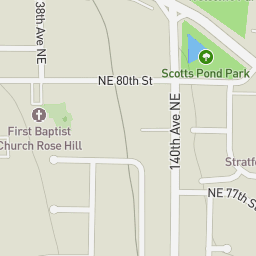 38th Ave NE
NE 80th St
Scotts Pond Park
First Baptist
Church Rose Hill
140th Ave NE
Stratf
NE 77th S